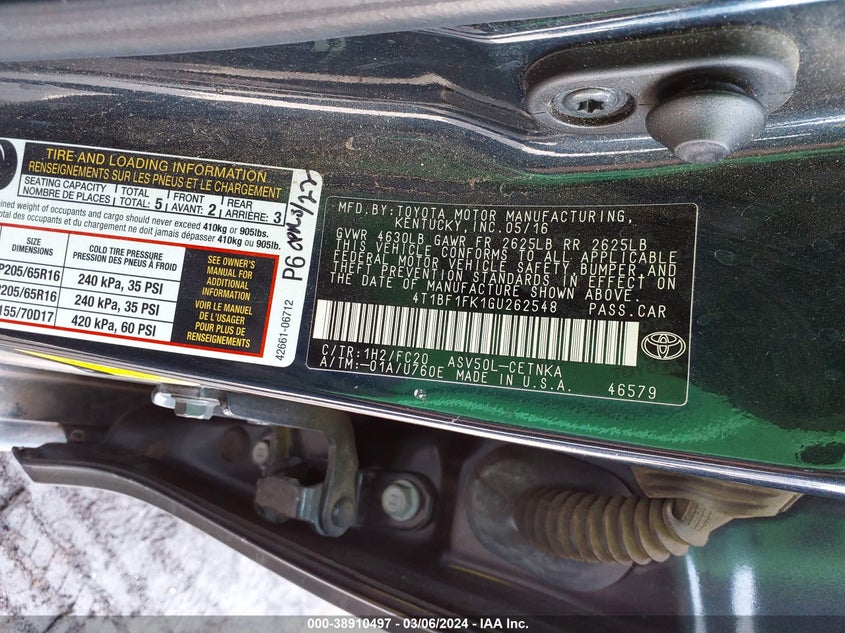 TIRE AND LOADING INFORMATION
RENSEIGNEMENTS SUR LES PNEUS ET LE CHARGEMENT
SEATING CAPACITY TOTAL 5 FRONT 2 REAR 3
NOMBRE DE PLACES: TOTAL AVANT: ARRIÈRE:
weight of occupants and cargo should never exceed 410kg or 905lbs.
total des occupants et du chargement ne doit jamais dépasser 410kg ou 905lb.
SIZE COLD TIRE PRESSURE
DIMENSIONS PRESSION DES PNEUS À FROID
P205/65R16 240 kPa, 35 PSI
P205/65R16 240 kPa, 35 PSI
155/70D17 420 kPa, 60 PSI
SEE OWNER'S
MANUAL FOR
ADDITIONAL
INFORMATION
VOIR LE MANUEL
DE L'USAGER
POUR PLUS DE
RENSEIGNEMENTS
42661-06712
P6
MFD.BY:TOYOTA MOTOR MANUFACTURING,
KENTUCKY,INC.05/16
GVWR 4630LB GAWR FR 2625LB RR 2625LB
THIS VEHICLE CONFORMS TO ALL APPLICABLE
FEDERAL MOTOR VEHICLE SAFETY,BUMPER,AND
THEFT PREVENTION STANDARDS IN EFFECT ON
THE DATE OF MANUFACTURE SHOWN ABOVE.
4T1BF1FK1GU262548 PASS.CAR
TOYOTA
C/TR:1H2/FC20 ASV50L-CETNKA
A/TM:-01A/U760E MADE IN U.S.A. 46579
000-38910497 - 03/06/2024 - IAA Inc.